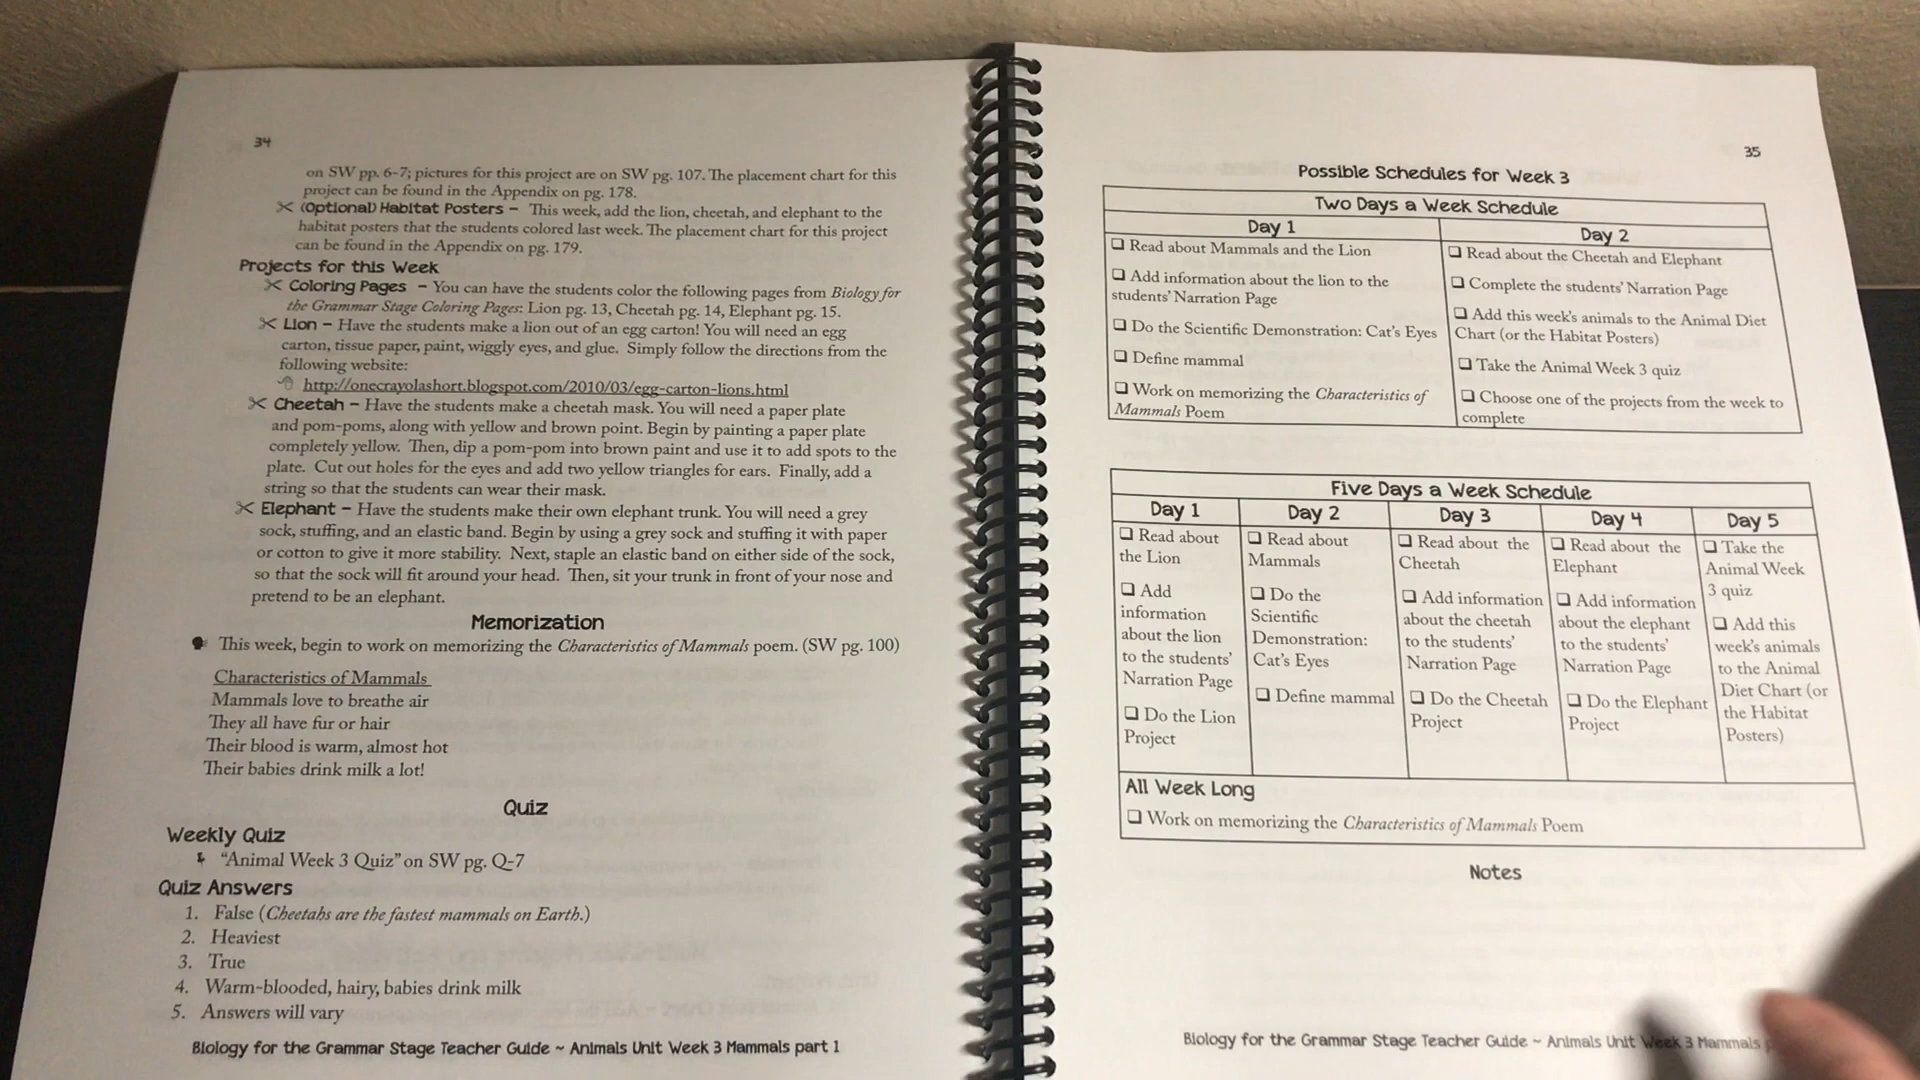 34
on SW pp. 6–7; pictures for this project are on SW pg. 107. The placement chart for this
project can be found in the Appendix on pg. 178.
(Optional) Habitat Posters – This week, add the lion, cheetah, and elephant to the
habitat posters that the students colored last week. The placement chart for this project
can be found in the Appendix on pg. 179.
Projects for this Week
Coloring Pages – You can have the students color the following pages from Biology for
the Grammar Stage Coloring Pages: Lion pg. 13, Cheetah pg. 14, Elephant pg. 15.
Lion – Have the students make a lion out of an egg carton! You will need an egg
carton, tissue paper, paint, wiggly eyes, and glue. Simply follow the directions from the
following website:
http://onecrayolashort.blogspot.com/2010/03/egg-carton-lions.html
Cheetah – Have the students make a cheetah mask. You will need a paper plate
and pom-poms, along with yellow and brown point. Begin by painting a paper plate
completely yellow. Then, dip a pom-pom into brown paint and use it to add spots to the
plate. Cut out holes for the eyes and add two yellow triangles for ears. Finally, add a
string so that the students can wear their mask.
Elephant – Have the students make their own elephant trunk. You will need a grey
sock, stuffing, and an elastic band. Begin by using a grey sock and stuffing it with paper
or cotton to give it more stability. Next, staple an elastic band on either side of the sock,
so that the sock will fit around your head. Then, sit your trunk in front of your nose and
pretend to be an elephant.
Memorization
This week, begin to work on memorizing the Characteristics of Mammals poem. (SW pg. 100)
Characteristics of Mammals
Mammals love to breathe air
They all have fur or hair
Their blood is warm, almost hot
Their babies drink milk a lot!
Quiz
Weekly Quiz
“Animal Week 3 Quiz” on SW pg. Q-7
Quiz Answers
1. False (Cheetahs are the fastest mammals on Earth.)
2. Heaviest
3. True
4. Warm-blooded, hairy, babies drink milk
5. Answers will vary
Biology for the Grammar Stage Teacher Guide ~ Animals Unit Week 3 Mammals part 1
35
Possible Schedules for Week 3
Two Days a Week Schedule
Day 1
❑ Read about Mammals and the Lion
❑ Add information about the lion to the
students’ Narration Page
❑ Do the Scientific Demonstration: Cat’s Eyes
❑ Define mammal
❑ Work on memorizing the Characteristics of
Mammals Poem
Day 2
❑ Read about the Cheetah and Elephant
❑ Complete the students’ Narration Page
❑ Add this week’s animals to the Animal Diet
Chart (or the Habitat Posters)
❑ Take the Animal Week 3 quiz
❑ Choose one of the projects from the week to
complete
Five Days a Week Schedule
Day 1
❑ Read about
the Lion
❑ Add
information
about the lion
to the students’
Narration Page
❑ Do the Lion
Project
Day 2
❑ Read about
Mammals
❑ Do the
Scientific
Demonstration:
Cat’s Eyes
❑ Define mammal
Day 3
❑ Read about the
Cheetah
❑ Add information
about the cheetah
to the students’
Narration Page
❑ Do the Cheetah
Project
Day 4
❑ Read about the
Elephant
❑ Add information
about the elephant
to the students’
Narration Page
❑ Do the Elephant
Project
Day 5
❑ Take the
Animal Week
3 quiz
❑ Add this
week’s animals
to the Animal
Diet Chart (or
the Habitat
Posters)
All Week Long
❑ Work on memorizing the Characteristics of Mammals Poem
Notes
Biology for the Grammar Stage Teacher Guide ~ Animals Unit Week 3 Mammals